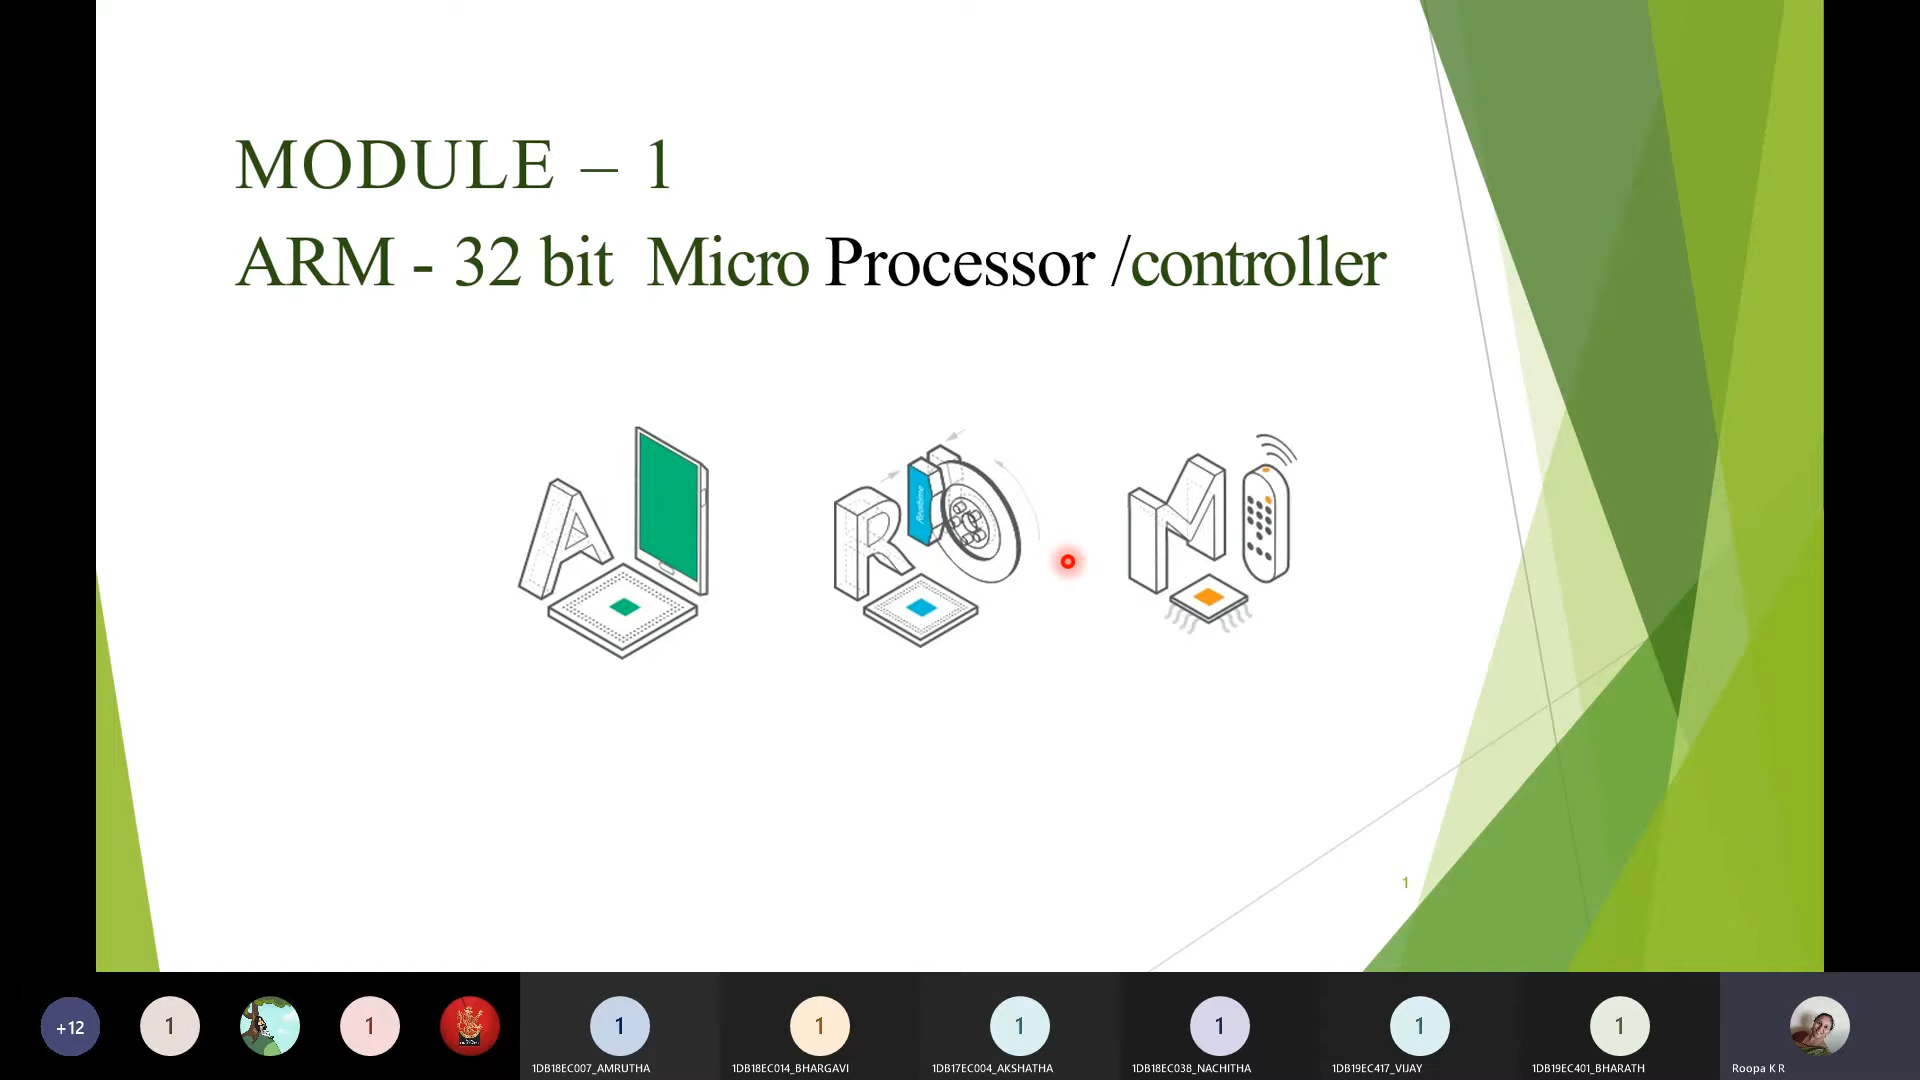 MODULE – 1
ARM - 32 bit Micro Processor /controller
A
R
Realtime
M
1
+12
1
1
1
1
1
1
1
1
1DB18EC007_AMRUTHA
1DB18EC014_BHARGAVI
1DB17EC004_AKSHATHA
1DB18EC038_NACHITHA
1DB19EC417_VIJAY
1DB19EC401_BHARATH
Roopa K R